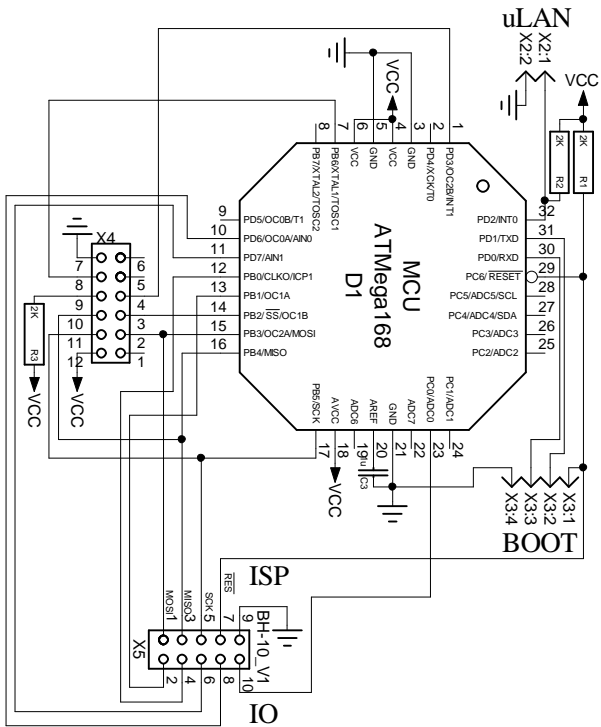 uLAN
X2:1
X2:2
VCC
VCC
2K
R2
2K
R1
8
7
6
5
4
3
2
1
PB7/XTAL2/TOSC2
PB6/XTAL1/TOSC1
VCC
GND
VCC
GND
PD4/XCK/T0
PD3/OC2B/INT1
MCU
ATMega168
D1
9 PD5/OC0B/T1
10 PD6/OC0A/AIN0
11 PD7/AIN1
12 PB0/CLKO/ICP1
13 PB1/OC1A
14 PB2/SS/OC1B
15 PB3/OC2A/MOSI
16 PB4/MISO
PD2/INT0 32
PD1/TXD 31
PD0/RXD 30
PC6/RESET 29
PC5/ADC5/SCL 28
PC4/ADC4/SDA 27
PC3/ADC3 26
PC2/ADC2 25
X4
7 6
8 5
9 4
10 3
11 2
12 1
2K
R3
VCC
PB5/SCK
AVCC
ADC6
AREF
GND
ADC7
PC0/ADC0
PC1/ADC1
17
18
19
20
21
22
23
24
1u
C3
VCC
X3:4
X3:3
X3:2
X3:1
BOOT
ISP
MOSI 1
MISO 3
SCK 5
RES 7
9
X5
BH-10_V1
2
4
6
8
10
IO